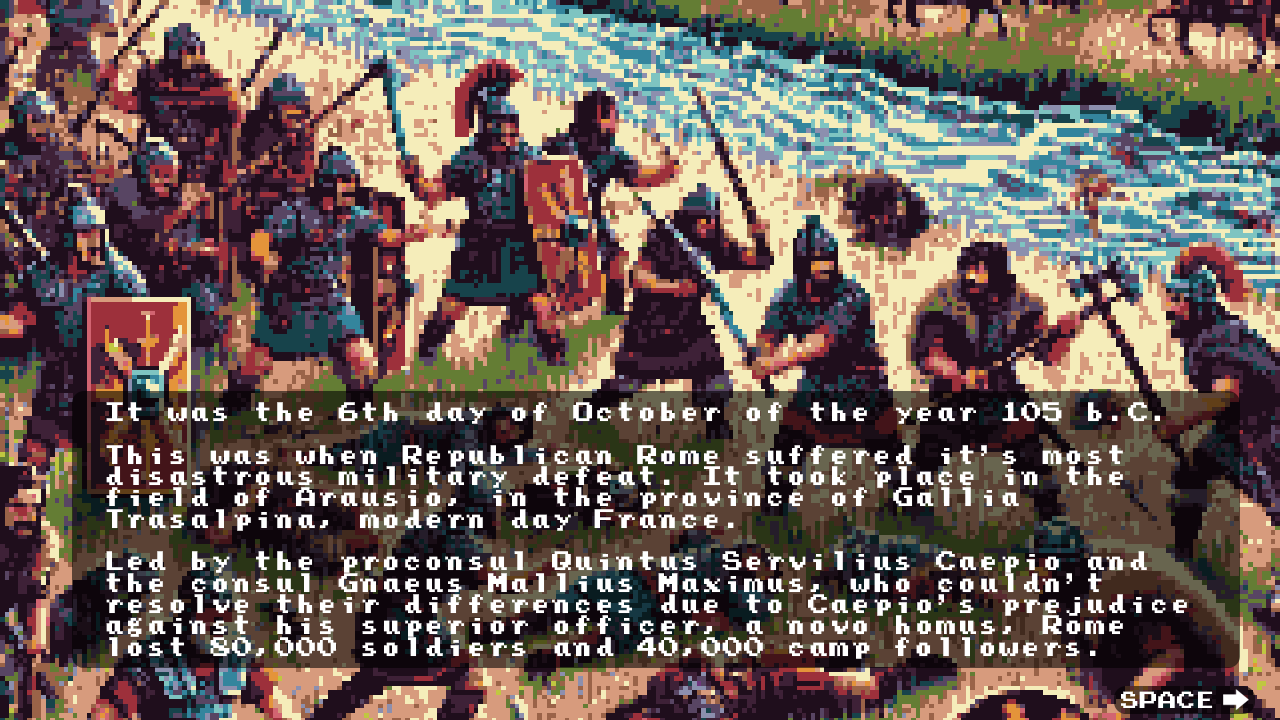 It was the 6th day of October of the year 105 b.C.
This was when Republican Rome suffered it's most
disastrous military defeat. It took place in the
field of Arausio, in the province of Gallia
Trasalpina, modern day France.
Led by the proconsul Quintus Servilius Caepio and
the consul Gnaeus Mallius Maximus, who couldn't
resolve their differences due to Caepio's prejudice
against his superior officer, a novo homus, Rome
lost 80,000 soldiers and 40,000 camp followers.
SPACE